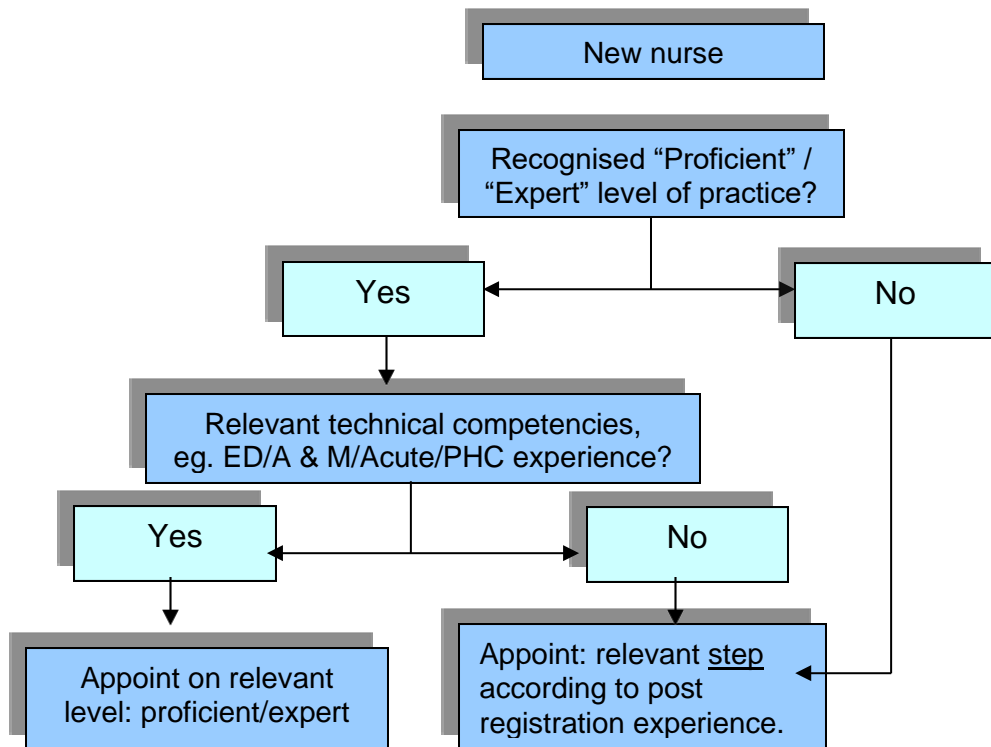 New nurse
Recognised “Proficient” /
“Expert” level of practice?
Yes
No
Relevant technical competencies,
eg. ED/A & M/Acute/PHC experience?
Yes
No
Appoint on relevant
level: proficient/expert
Appoint: relevant step
according to post
registration experience.